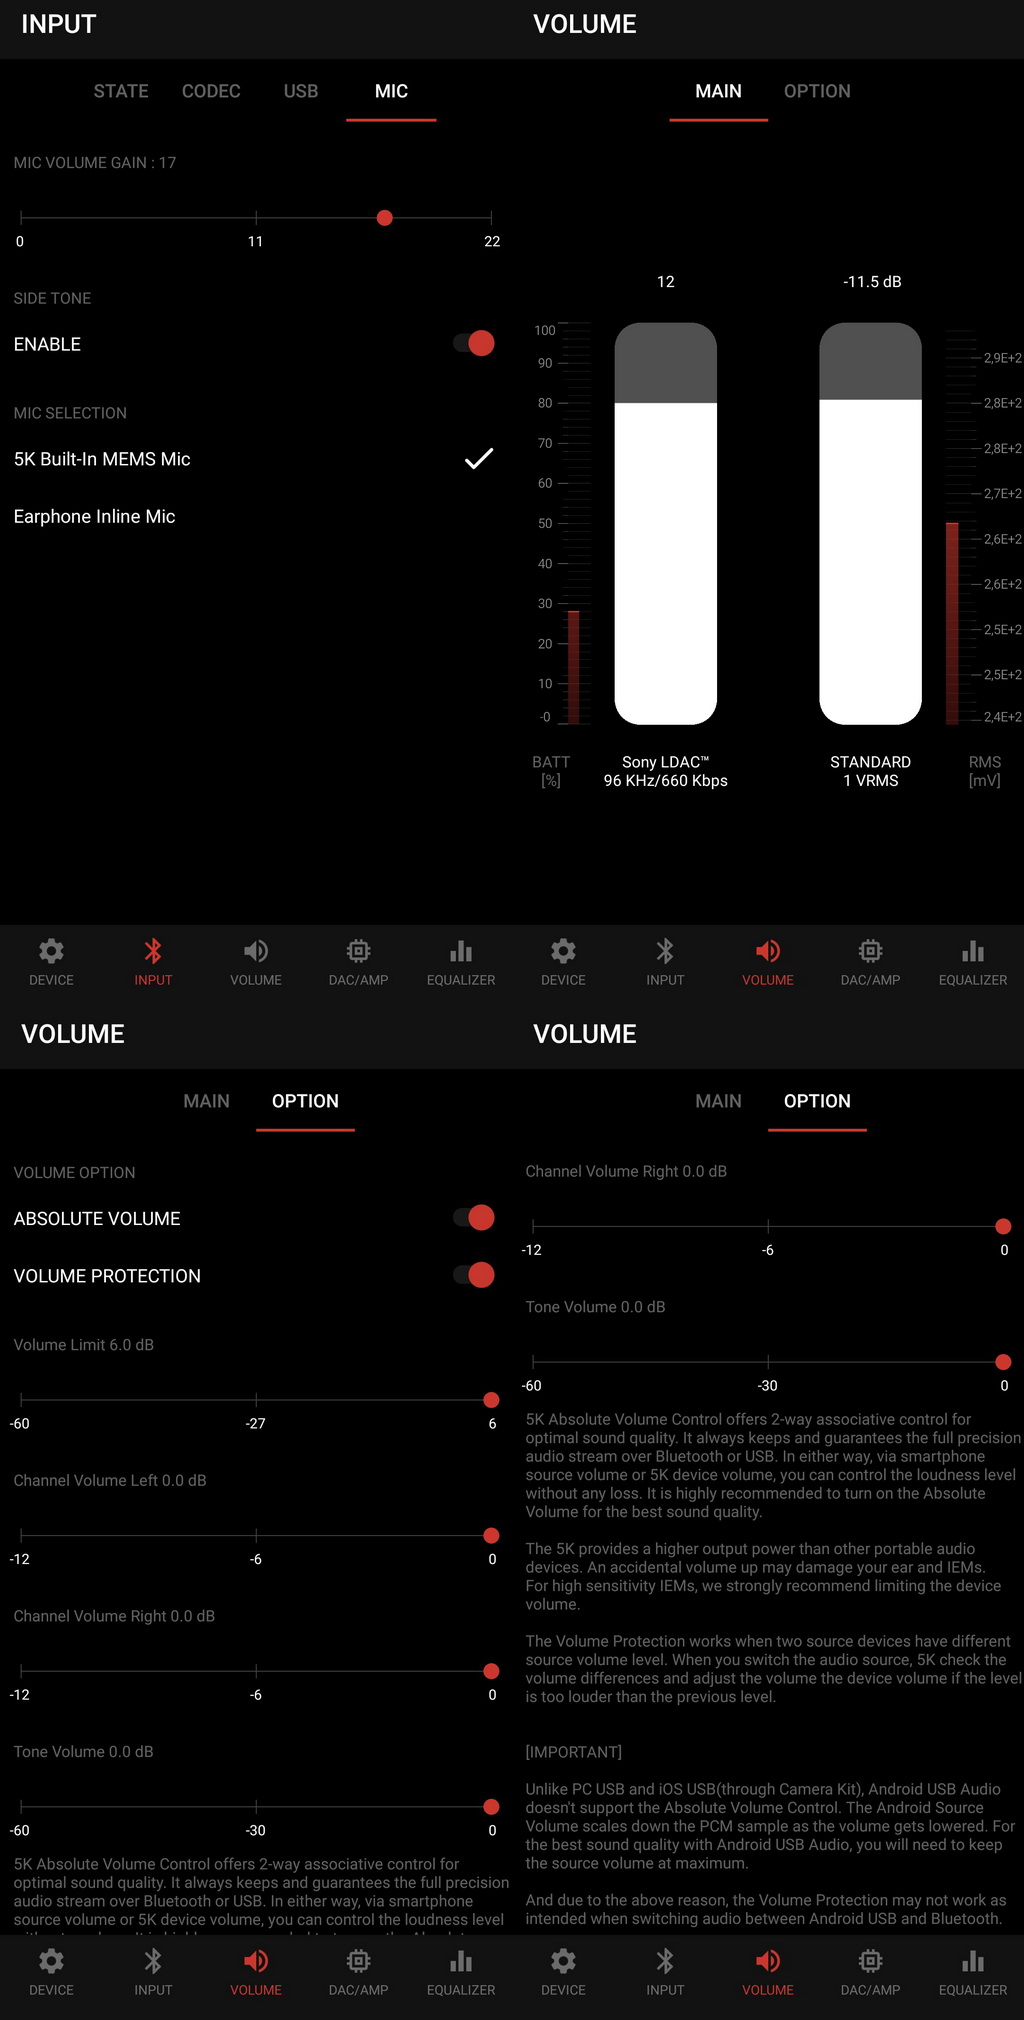 INPUT
STATE CODEC USB MIC
MIC VOLUME GAIN : 17
0 11 22
SIDE TONE
ENABLE
MIC SELECTION
5K Built-In MEMS Mic
Earphone Inline Mic
DEVICE INPUT VOLUME DAC/AMP EQUALIZER
VOLUME
MAIN OPTION
12 -11.5 dB
100
90 2,9E+2
80 2,8E+2
70 2,8E+2
60 2,7E+2
50 2,6E+2
40 2,6E+2
30 2,5E+2
20 2,5E+2
10 2,4E+2
-0
BATT Sony LDAC™ STANDARD RMS
[%] 96 KHz/660 Kbps 1 VRMS [mV]
DEVICE INPUT VOLUME DAC/AMP EQUALIZER
VOLUME
MAIN OPTION
VOLUME OPTION
ABSOLUTE VOLUME
VOLUME PROTECTION
Volume Limit 6.0 dB
-60 -27 6
Channel Volume Left 0.0 dB
-12 -6 0
Channel Volume Right 0.0 dB
-12 -6 0
Tone Volume 0.0 dB
-60 -30 0
5K Absolute Volume Control offers 2-way associative control for
optimal sound quality. It always keeps and guarantees the full precision
audio stream over Bluetooth or USB. In either way, via smartphone
source volume or 5K device volume, you can control the loudness level
DEVICE INPUT VOLUME DAC/AMP EQUALIZER
VOLUME
MAIN OPTION
Channel Volume Right 0.0 dB
-12 -6 0
Tone Volume 0.0 dB
-60 -30 0
5K Absolute Volume Control offers 2-way associative control for
optimal sound quality. It always keeps and guarantees the full precision
audio stream over Bluetooth or USB. In either way, via smartphone
source volume or 5K device volume, you can control the loudness level
without any loss. It is highly recommended to turn on the Absolute
Volume for the best sound quality.
The 5K provides a higher output power than other portable audio
devices. An accidental volume up may damage your ear and IEMs.
For high sensitivity IEMs, we strongly recommend limiting the device
volume.
The Volume Protection works when two source devices have different
source volume level. When you switch the audio source, 5K check the
volume differences and adjust the volume the device volume if the level
is too louder than the previous level.
[IMPORTANT]
Unlike PC USB and iOS USB(through Camera Kit), Android USB Audio
doesn't support the Absolute Volume Control. The Android Source
Volume scales down the PCM sample as the volume gets lowered. For
the best sound quality with Android USB Audio, you will need to keep
the source volume at maximum.
And due to the above reason, the Volume Protection may not work as
intended when switching audio between Android USB and Bluetooth.
DEVICE INPUT VOLUME DAC/AMP EQUALIZER